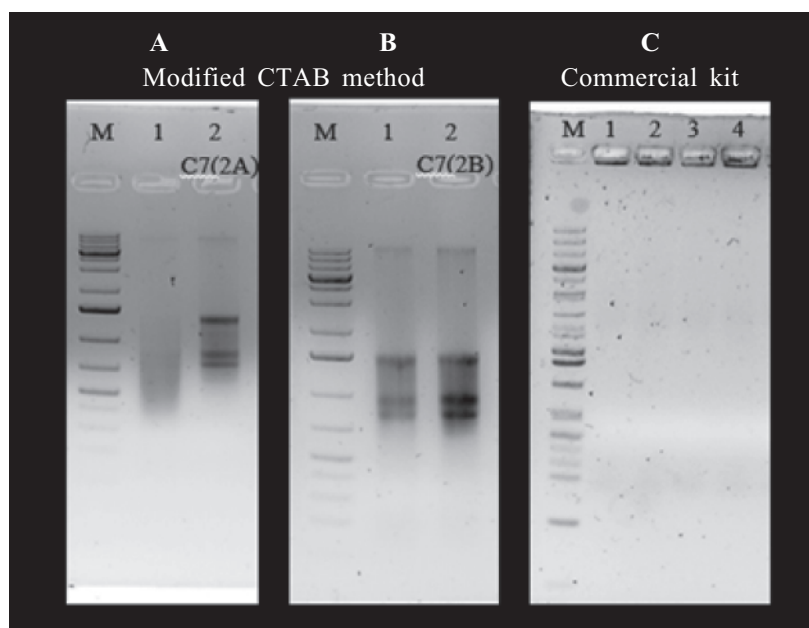 A B C
Modified CTAB method Commercial kit
M 1 2
C7(2A)
M 1 2
C7(2B)
M 1 2 3 4